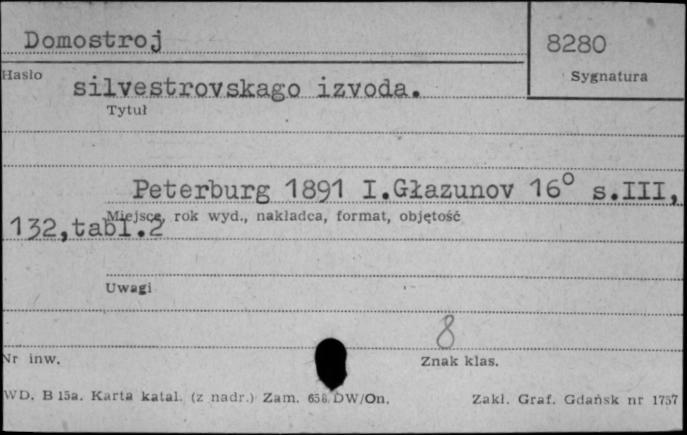 Domostroj
8280
Hasło
Sygnatura
silvestrovskago izvoda.
Tytuł
Peterburg 1891 I.Głazunov 16° s.III,
Miejsce, rok wyd., nakładca, format, objętość
132,tabl.2
Uwagi
8
Nr inw.
Znak klas.
WD. B 15a. Karta katal. (z nadr.) Zam. 658 DW/On.
Zakł. Graf. Gdańsk nr 1757